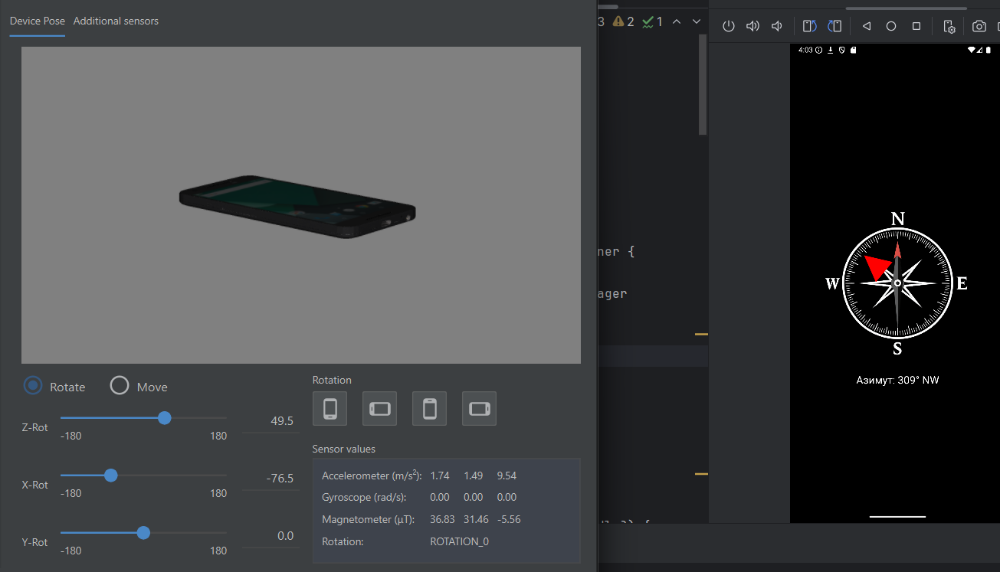 Device Pose Additional sensors
3 2 1
4:03
ner {
ager
N
W E
S
Азимут: 309° NW
Rotate Move
Z-Rot 49.5
-180 180
X-Rot -76.5
-180 180
Y-Rot 0.0
-180 180
Rotation
Sensor values
Accelerometer (m/s²): 1.74 1.49 9.54
Gyroscope (rad/s): 0.00 0.00 0.00
Magnetometer (μT): 36.83 31.46 -5.56
Rotation: ROTATION_0